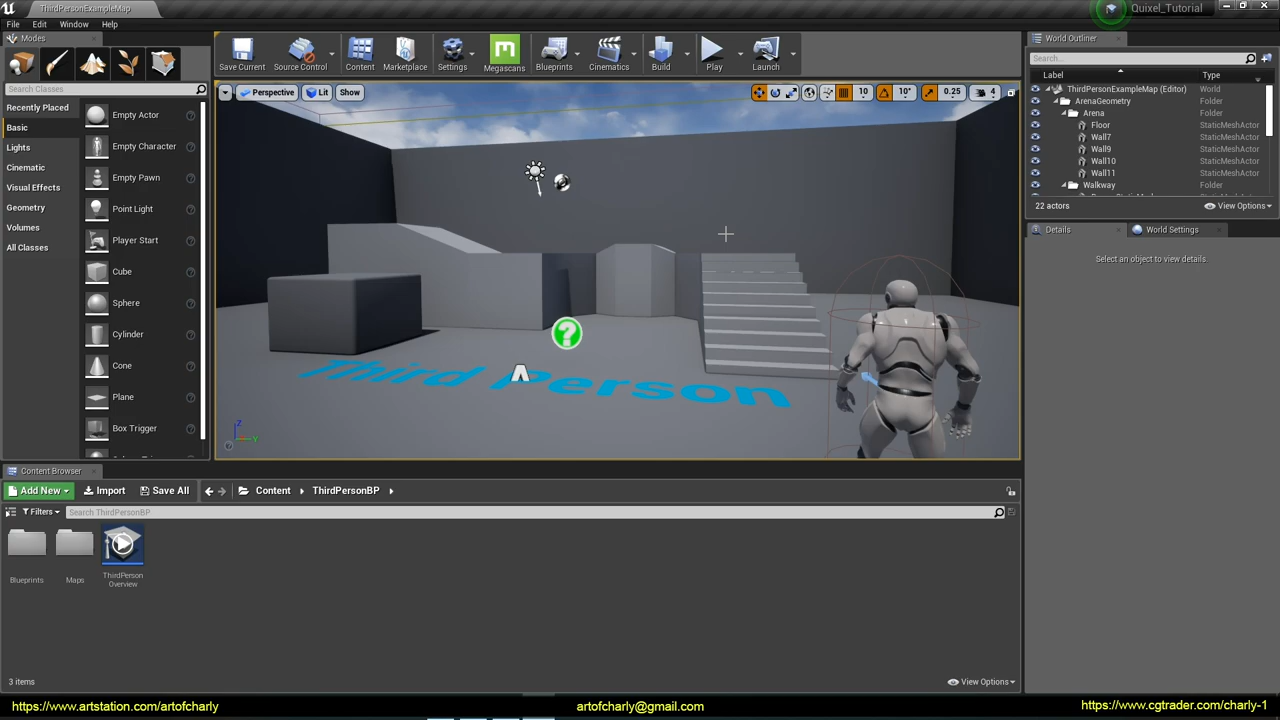 ThirdPersonExampleMap
Quixel_Tutorial
File Edit Window Help
Modes
Search Classes
Recently Placed
Basic
Lights
Cinematic
Visual Effects
Geometry
Volumes
All Classes
Empty Actor
Empty Character
Empty Pawn
Point Light
Player Start
Cube
Sphere
Cylinder
Cone
Plane
Box Trigger
Save Current
Source Control
Content
Marketplace
Settings
Megascans
Blueprints
Cinematics
Build
Play
Launch
Perspective Lit Show
10 10° 0.25 4
Third Person
Z
Y
World Outliner
Search...
Label Type
ThirdPersonExampleMap (Editor) World
ArenaGeometry Folder
Arena Folder
Floor StaticMeshActor
Wall7 StaticMeshActor
Wall9 StaticMeshActor
Wall10 StaticMeshActor
Wall11 StaticMeshActor
Walkway Folder
22 actors View Options
Details World Settings
Select an object to view details.
Content Browser
Add New Import Save All Content ThirdPersonBP
Filters Search ThirdPersonBP
Blueprints
Maps
ThirdPerson
Overview
3 items View Options
https://www.artstation.com/artofcharly artofcharly@gmail.com https://www.cgtrader.com/charly-1